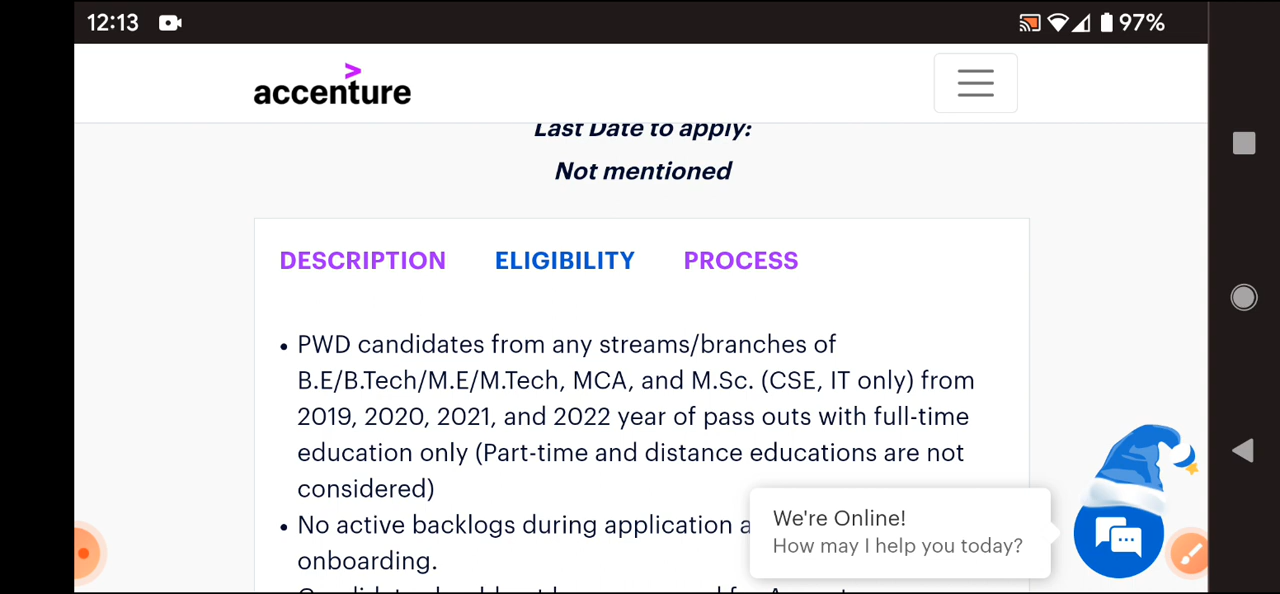 12:13
97%
accenture
Last Date to apply:
Not mentioned
DESCRIPTION ELIGIBILITY PROCESS
• PWD candidates from any streams/branches of
B.E/B.Tech/M.E/M.Tech, MCA, and M.Sc. (CSE, IT only) from
2019, 2020, 2021, and 2022 year of pass outs with full-time
education only (Part-time and distance educations are not
considered)
• No active backlogs during application
onboarding.
We're Online!
How may I help you today?